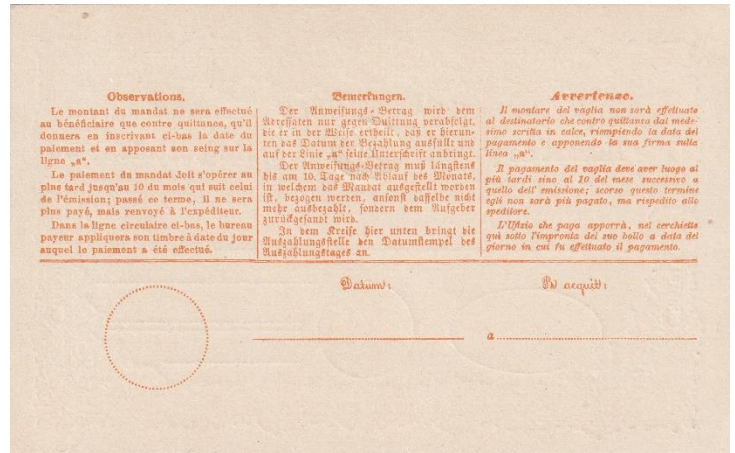 Observations.
Le montant du mandat ne sera effectué
au bénéficiaire que contre quittance, qu'il
donnera en inscrivant ci-bas la date du
paiement et en apposant son seing sur la
ligne „a“.
Le paiement du mandat doit s'opérer au
plus tard jusqu'au 10 du mois qui suit celui
de l'émission; passé ce terme, il ne sera
plus payé, mais renvoyé à l'expéditeur.
Dans la ligne circulaire ci-bas, le bureau
payeur appliquera son timbre à date du jour
auquel le paiement a été effectué.
Bemerkungen.
Der Anweisungs-Betrag wird dem
Adressaten nur gegen Quittung verabfolgt,
die er in der Weise ertheilt, daß er hierun-
ten das Datum der Bezahlung ausfüllt und
auf der Linie „a“ seine Unterschrift anbringt.
Der Anweisungs-Betrag muß längstens
bis am 10. Tage nach Ablauf des Monats,
in welchem das Mandat ausgestellt worden
ist, bezogen werden, ansonst dasselbe nicht
mehr ausbezahlt, sondern dem Aufgeber
zurückgesandt wird.
In dem Kreise hier unten bringt die
Auszahlungsstelle den Datumstempel des
Auszahlungstages an.
Avvertenze.
Il montare del vaglia non sarà effettuato
al destinatario che contro quittanza dal mede-
simo scritta in calce, riempiendo la data del
pagamento e apponendo la sua firma sulla
linea „a“.
Il pagamento del vaglia deve aver luogo al
più tardi sino al 10 del mese successivo a
quello dell' emissione; scorso questo termine
egli non sarà più pagato, ma rispedito allo
speditore.
L'Ufizio che paga apporrà, nel cerchietto
qui sotto l'impronta del suo bollo a data del
giorno in cui fu effettuato il pagamento.
Datum:
acquit:
a